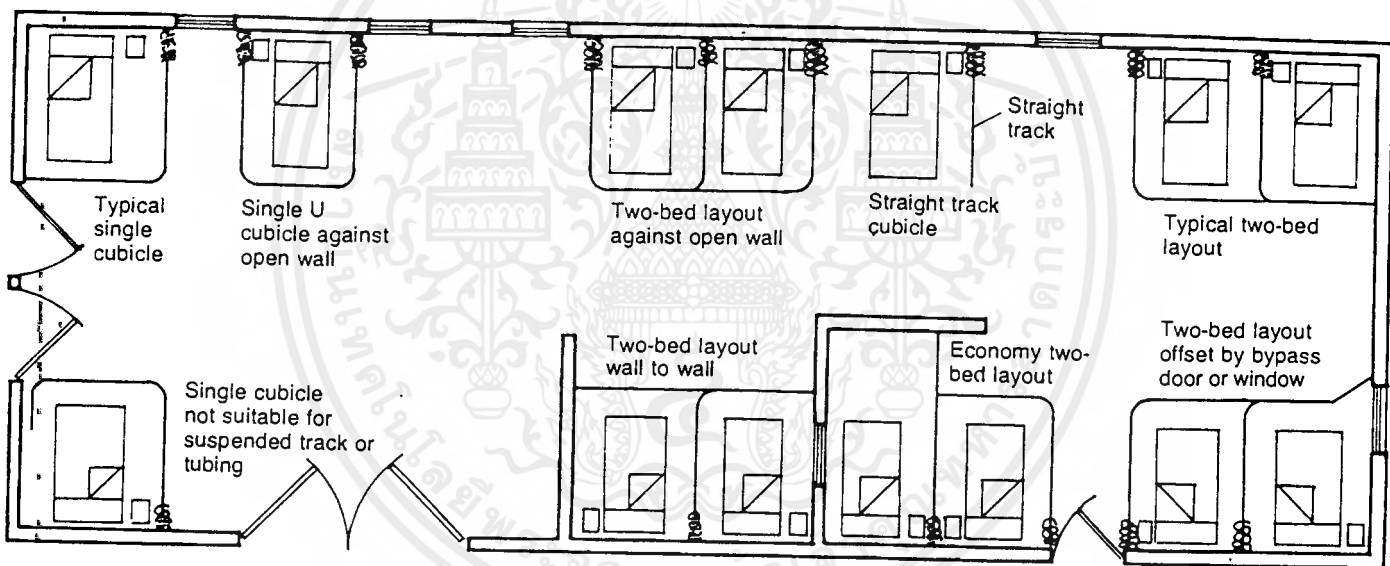 Typical
single
cubicle
Single U
cubicle against
open wall
Two-bed layout
against open wall
Straight
track
Straight track
cubicle
Typical two-bed
layout
Single cubicle
not suitable for
suspended track or
tubing
Two-bed layout
wall to wall
Economy two-
bed layout
Two-bed layout
offset by bypass
door or window